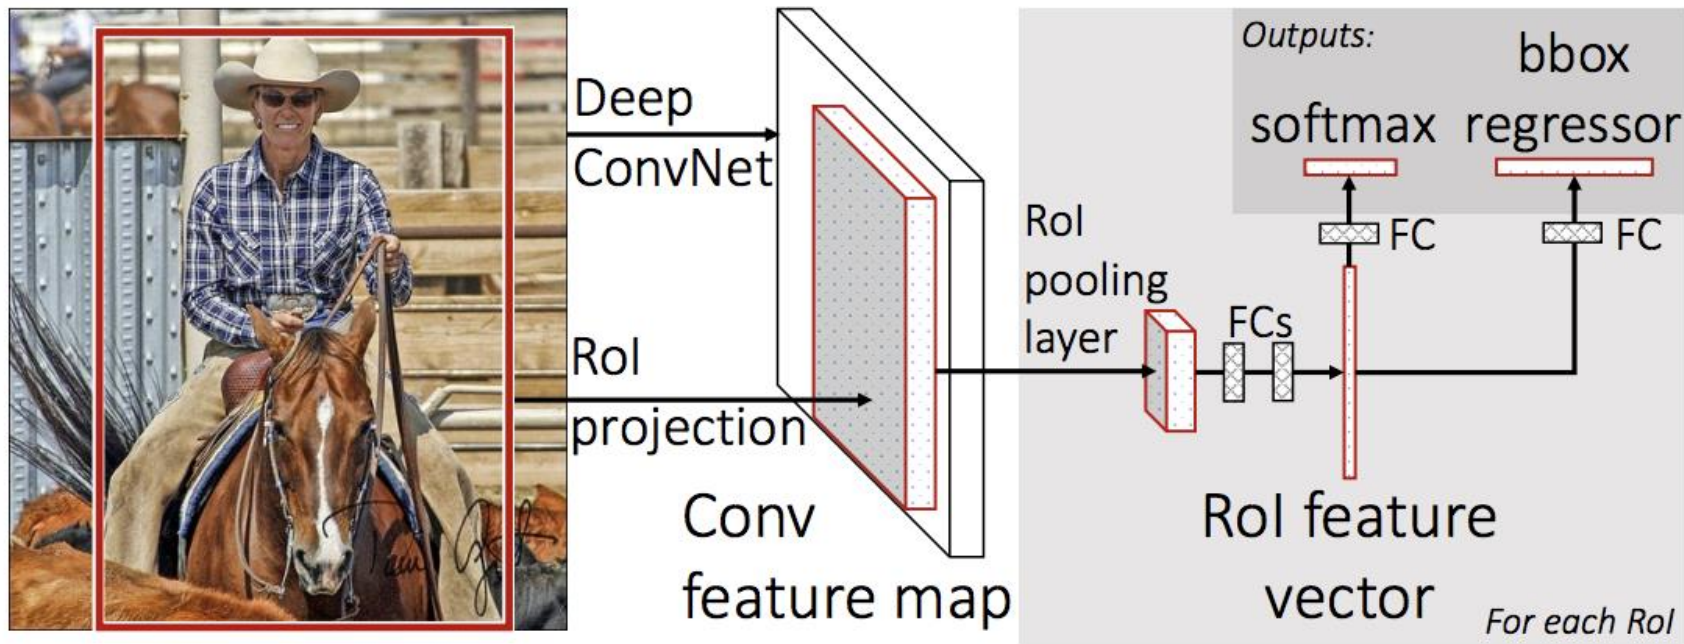 Deep
ConvNet
RoI
projection
Conv
feature map
RoI
pooling
layer
FCs
RoI feature
vector
For each RoI
Outputs:
softmax
bbox
regressor
FC
FC